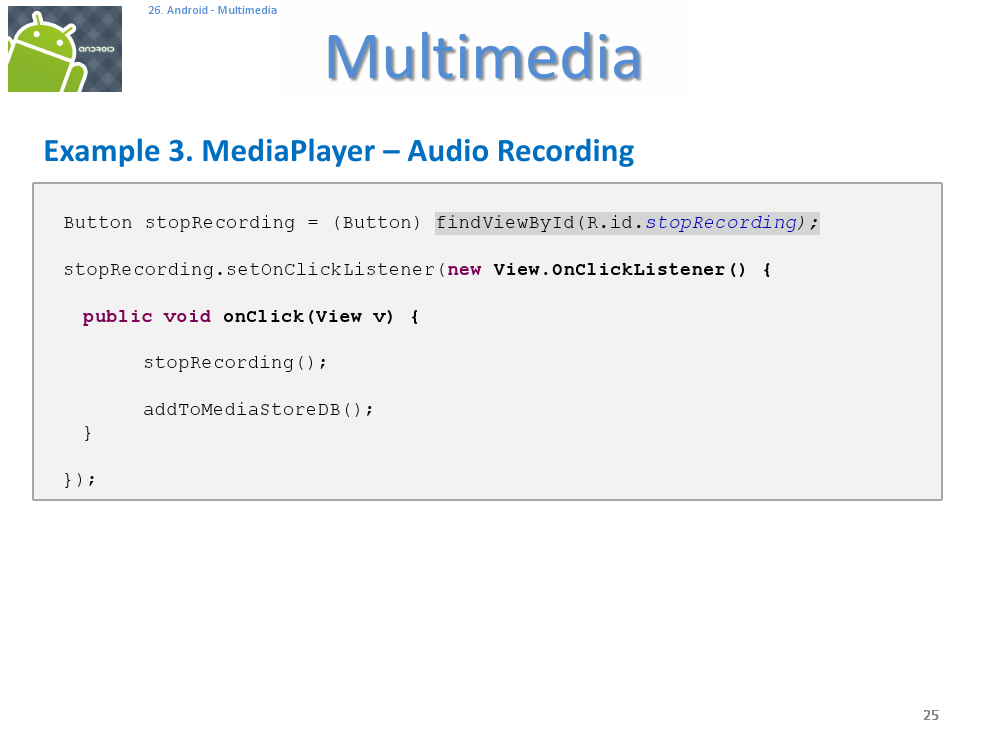 26. Android - Multimedia
ANDROID
Multimedia
Example 3. MediaPlayer – Audio Recording
Button stopRecording = (Button) findViewById(R.id.stopRecording);
stopRecording.setOnClickListener(new View.OnClickListener() {
public void onClick(View v) {
stopRecording();
addToMediaStoreDB();
}
});
25